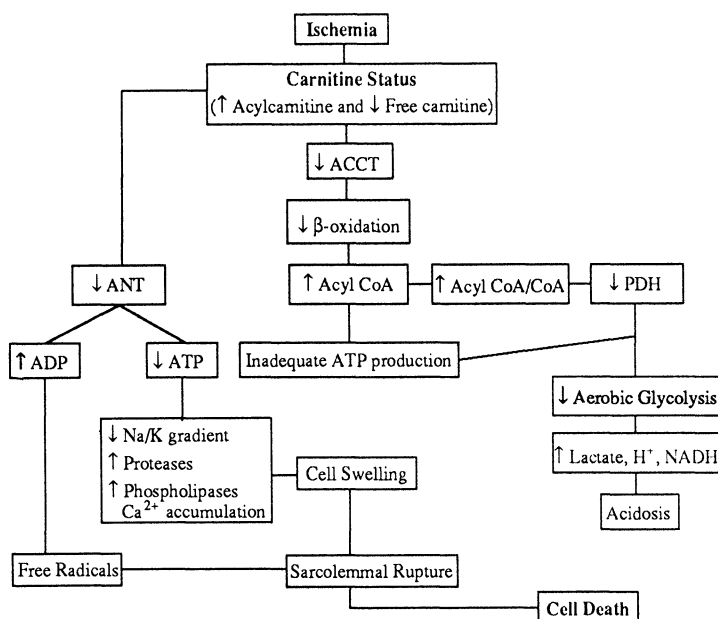 Ischemia
Carnitine Status
(↑ Acylcarnitine and ↓ Free carnitine)
↓ ACCT
↓ β-oxidation
↓ ANT
↑ Acyl CoA
↑ Acyl CoA/CoA
↓ PDH
↑ ADP
↓ ATP
Inadequate ATP production
↓ Aerobic Glycolysis
↓ Na/K gradient
↑ Proteases
↑ Phospholipases
Ca²⁺ accumulation
Cell Swelling
↑ Lactate, H⁺, NADH
Acidosis
Free Radicals
Sarcolemmal Rupture
Cell Death